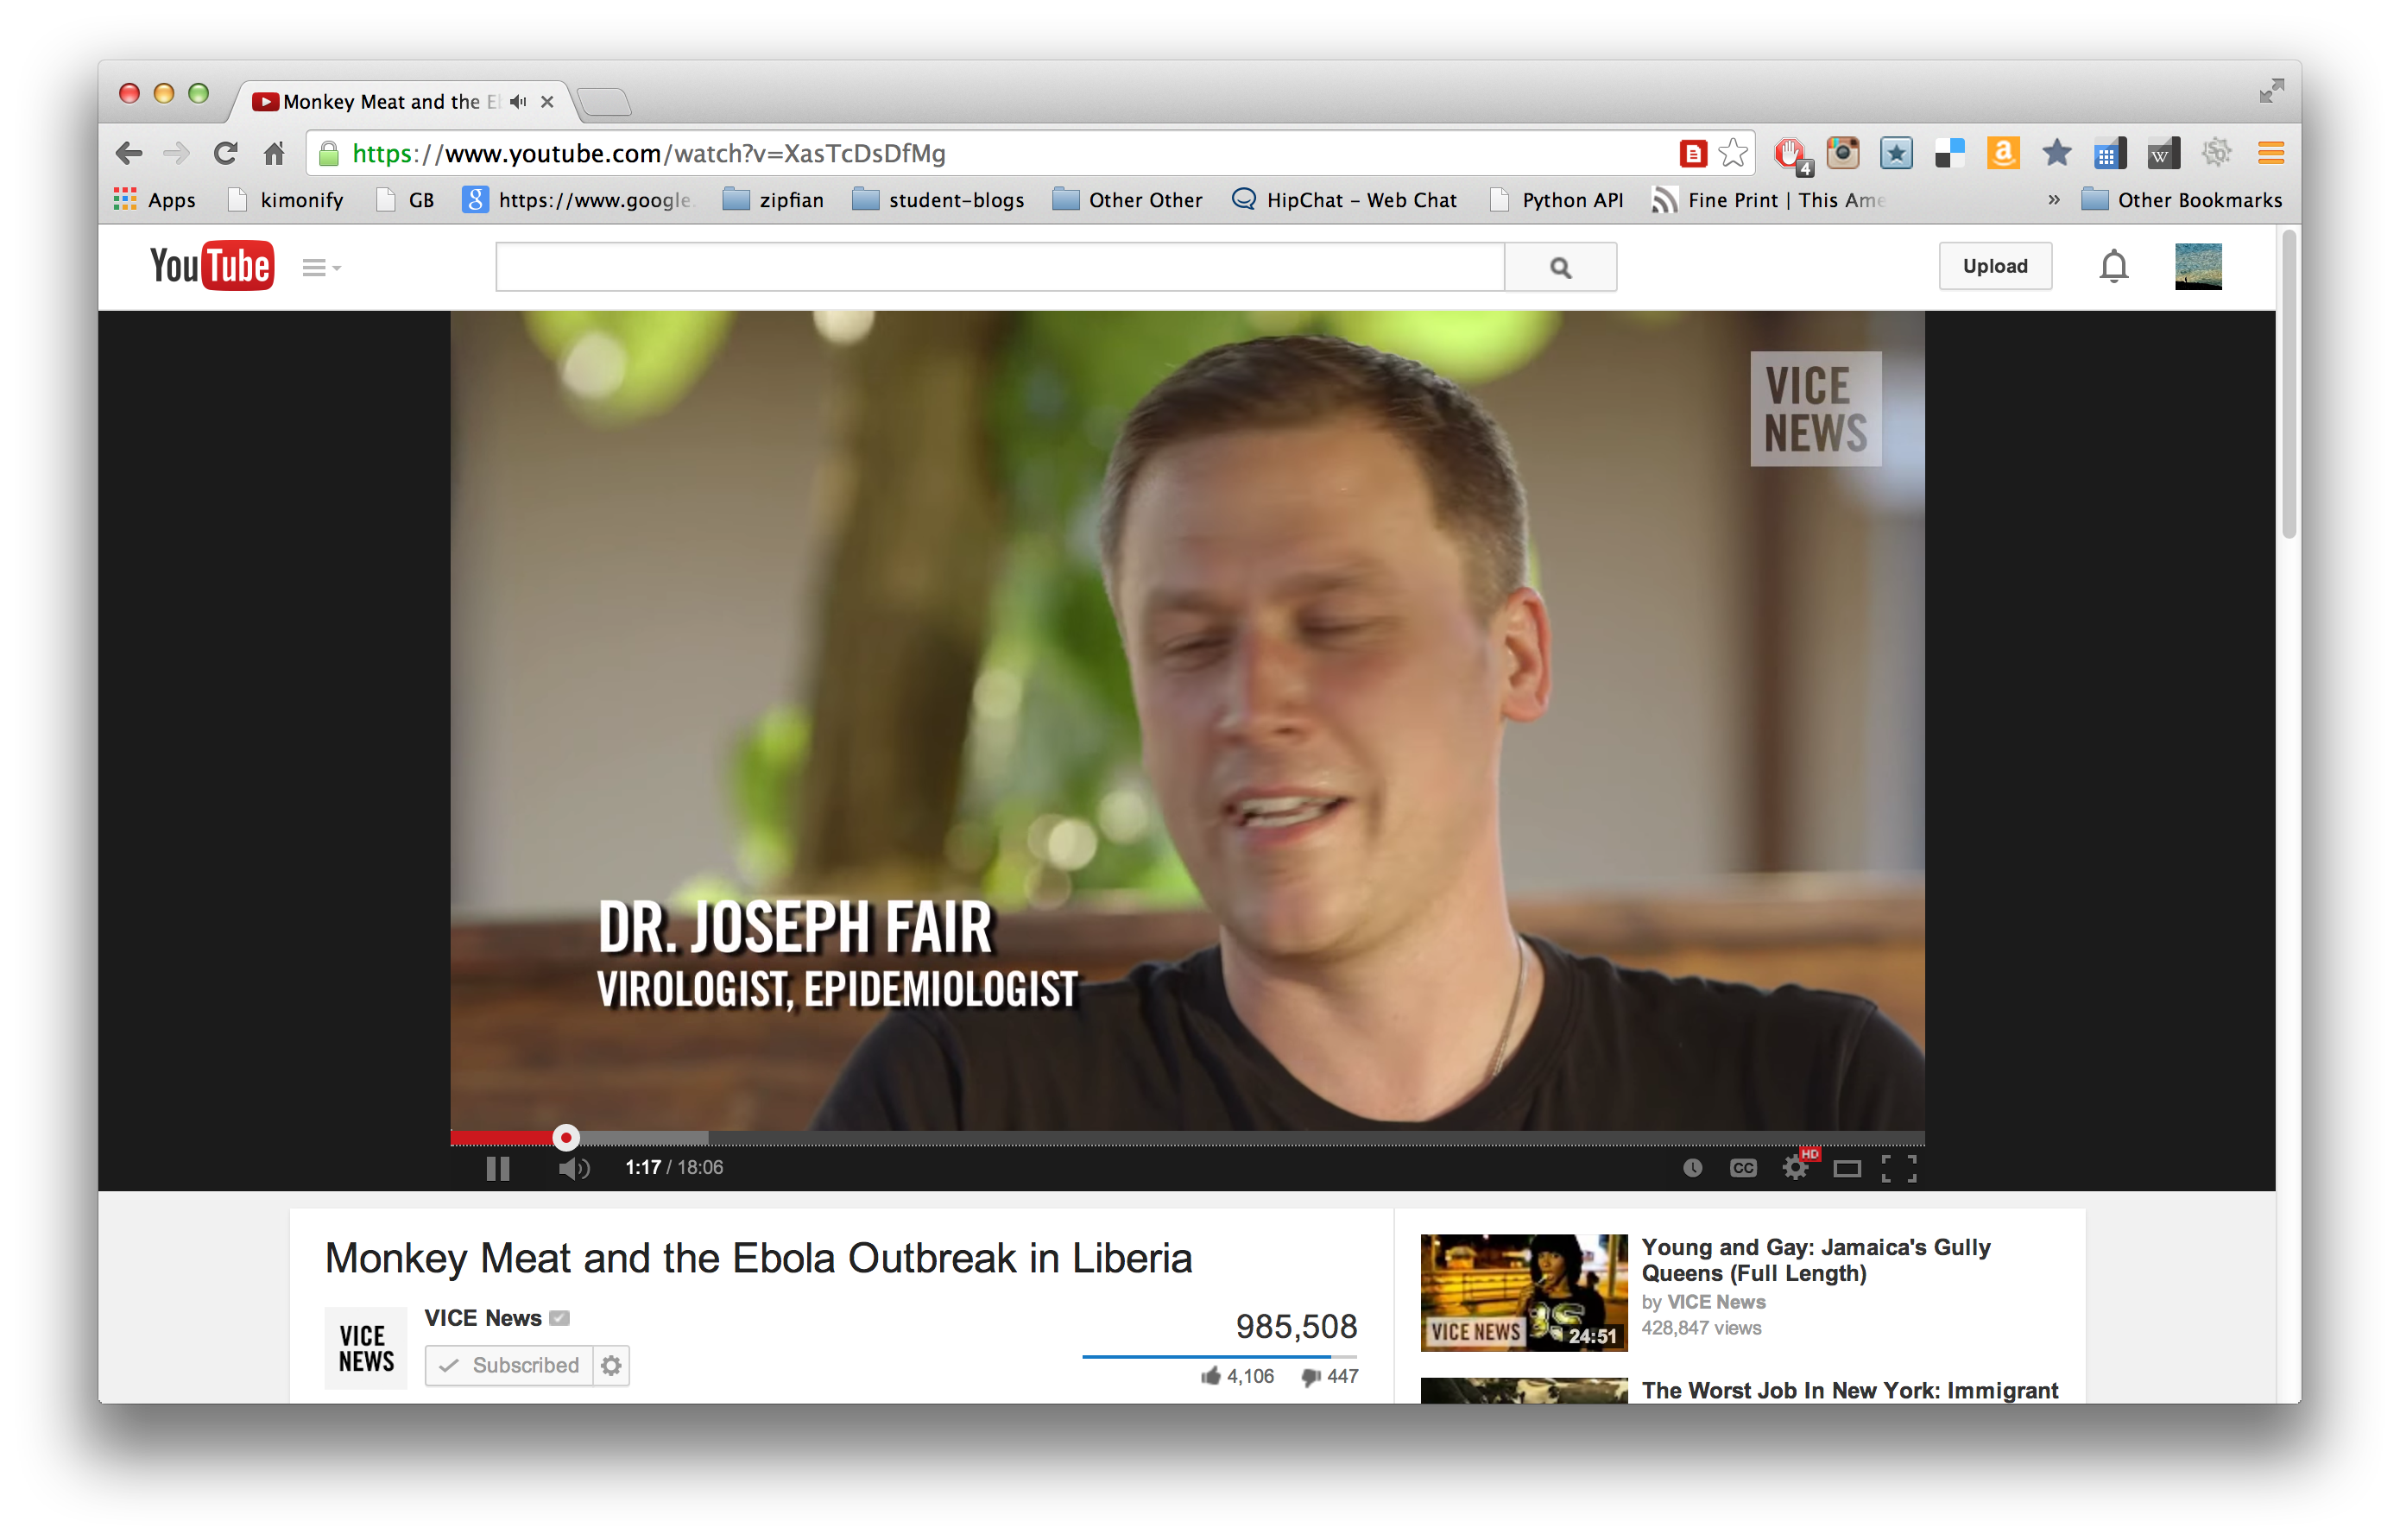 Monkey Meat and the E
https://www.youtube.com/watch?v=XasTcDsDfMg
4
Apps kimonify GB https://www.google. zipfian student-blogs Other Other HipChat – Web Chat Python API Fine Print | This Ame » Other Bookmarks
YouTube Upload
VICE
NEWS
DR. JOSEPH FAIR
VIROLOGIST, EPIDEMIOLOGIST
1:17 / 18:06 CC HD
Monkey Meat and the Ebola Outbreak in Liberia
VICE
NEWS
VICE News
Subscribed
985,508
4,106 447
VICE NEWS 24:51
Young and Gay: Jamaica's Gully
Queens (Full Length)
by VICE News
428,847 views
The Worst Job In New York: Immigrant